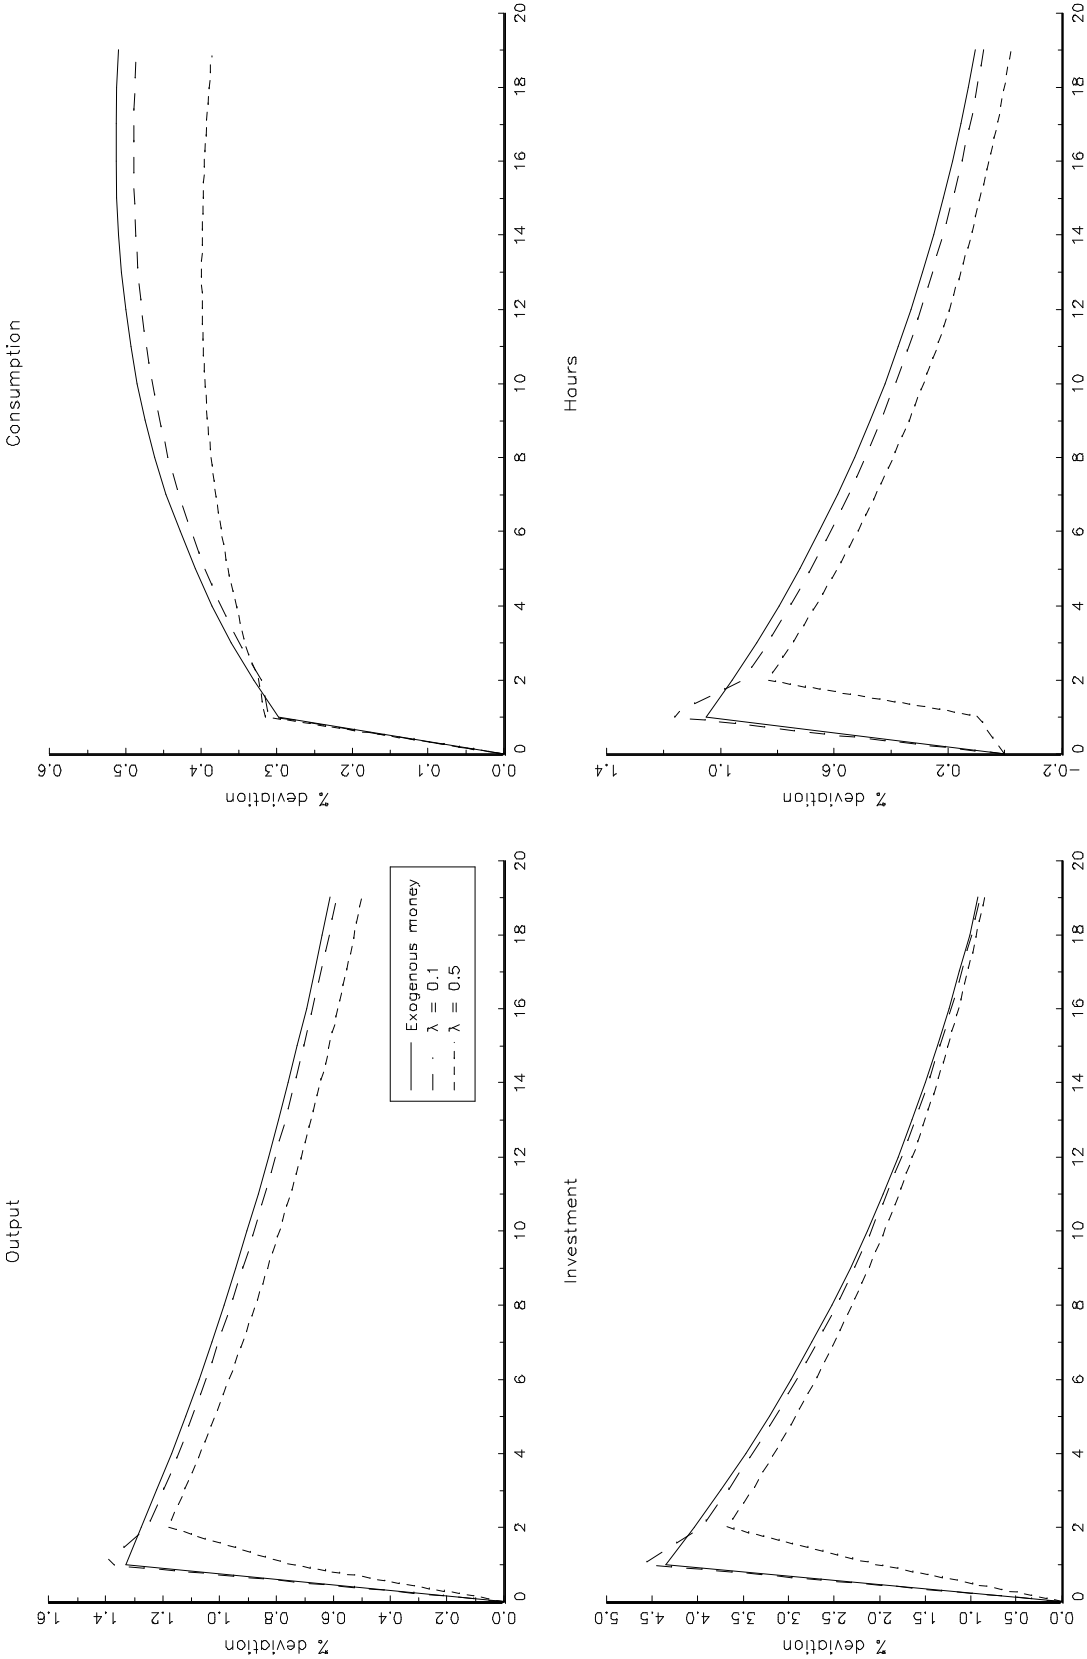 Output
% deviation
0.0 0.2 0.4 0.6 0.8 1.0 1.2 1.4 1.6
0 2 4 6 8 10 12 14 16 18 20
Exogenous money
λ = 0.1
λ = 0.5
Consumption
% deviation
0.0 0.1 0.2 0.3 0.4 0.5 0.6
0 2 4 6 8 10 12 14 16 18 20
Investment
% deviation
0.0 0.5 1.0 1.5 2.0 2.5 3.0 3.5 4.0 4.5 5.0
0 2 4 6 8 10 12 14 16 18 20
Hours
% deviation
-0.2 0.2 0.6 1.0 1.4
0 2 4 6 8 10 12 14 16 18 20